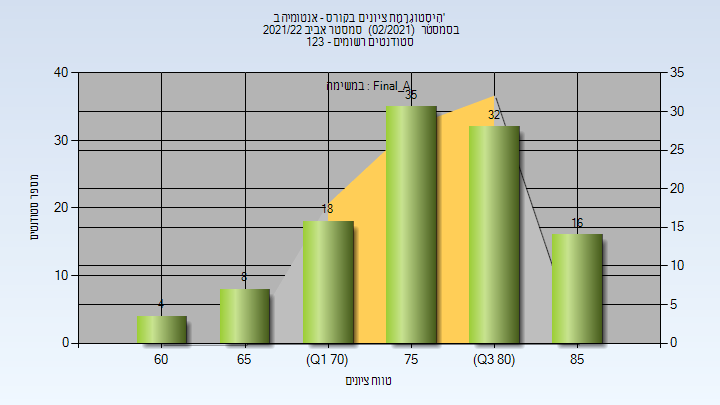 היסטוגרמת ציונים בקורס - אנטומיה ב'
בסמסטר (02/2021) סמסטר אביב 2021/22
סטודנטים רשומים - 123
במשימה : Final_A
מספר סטודנטים
40
30
20
10
0
35
30
25
20
15
10
5
0
4
8
18
35
32
16
60
65
(Q1 70)
75
(Q3 80)
85
טווח ציונים